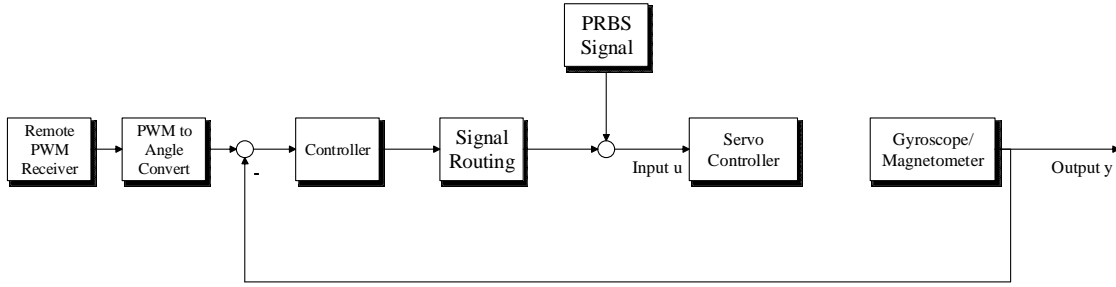 PRBS
Signal
Remote
PWM
Receiver
PWM to
Angle
Convert
-
Controller
Signal
Routing
Input u
Servo
Controller
Gyroscope/
Magnetometer
Output y